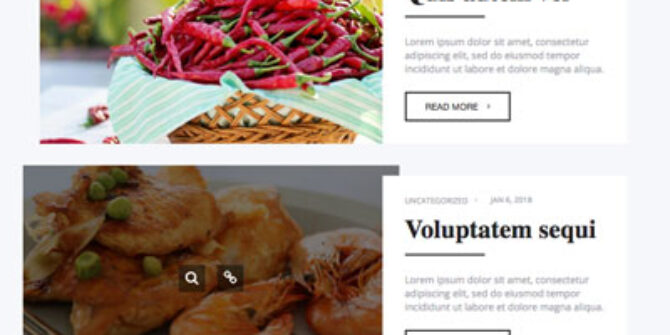 Lorem ipsum dolor sit amet, consectetur
adipiscing elit, sed do eiusmod tempor
incididunt ut labore et dolore magna aliqua.
READ MORE ›
UNCATEGORIZED • JAN 6, 2018
Voluptatem sequi
Lorem ipsum dolor sit amet, consectetur
adipiscing elit, sed do eiusmod tempor
incididunt ut labore et dolore magna aliqua.